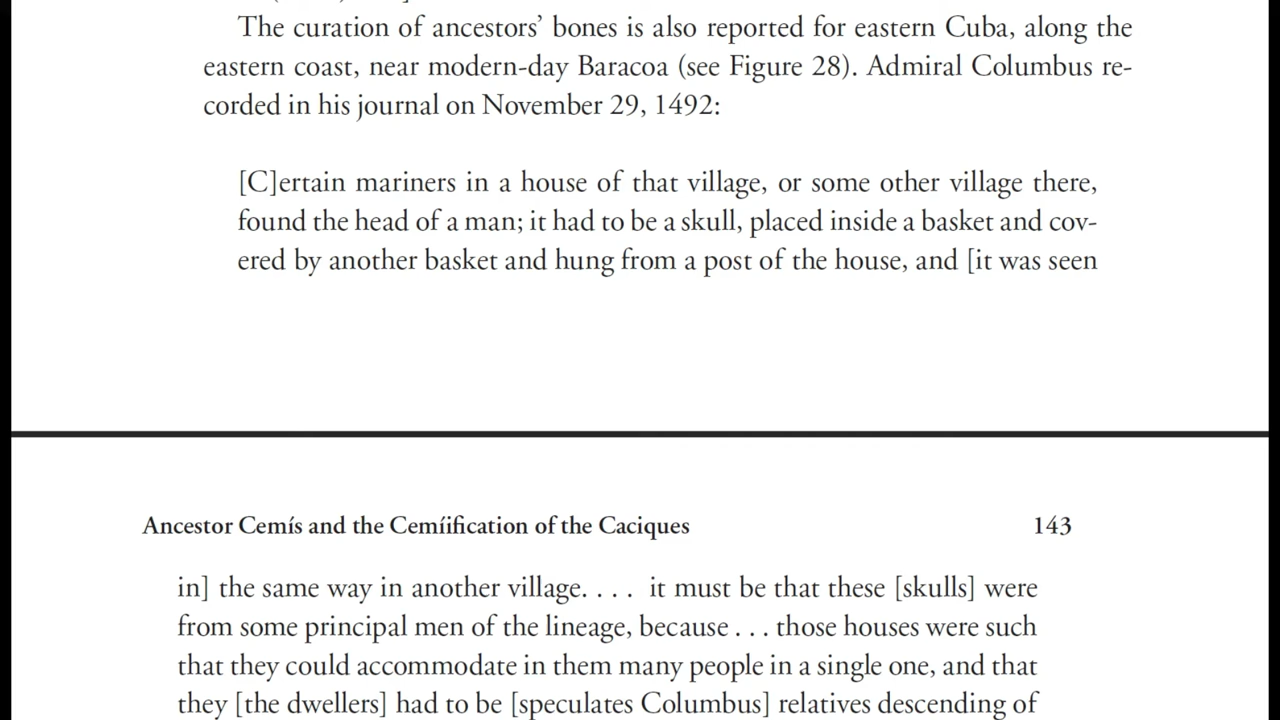 The curation of ancestors’ bones is also reported for eastern Cuba, along the
eastern coast, near modern-day Baracoa (see Figure 28). Admiral Columbus re-
corded in his journal on November 29, 1492:
[C]ertain mariners in a house of that village, or some other village there,
found the head of a man; it had to be a skull, placed inside a basket and cov-
ered by another basket and hung from a post of the house, and [it was seen
Ancestor Cemís and the Cemíification of the Caciques 143
in] the same way in another village. . . . it must be that these [skulls] were
from some principal men of the lineage, because . . . those houses were such
that they could accommodate in them many people in a single one, and that
they [the dwellers] had to be [speculates Columbus] relatives descending of